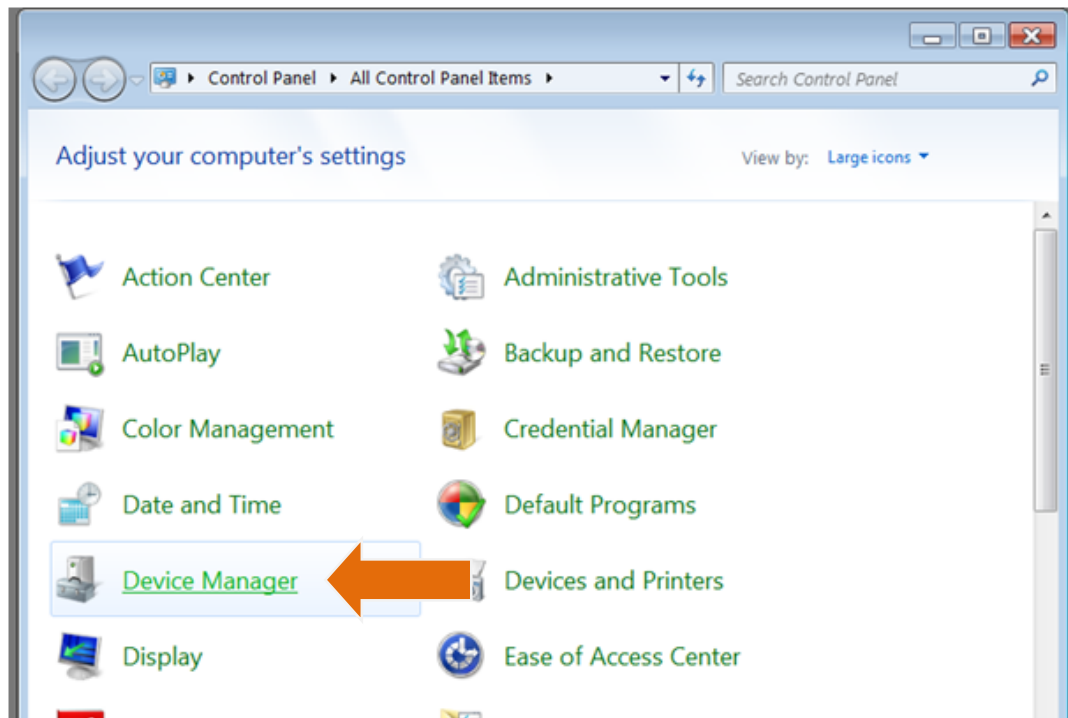 Control Panel All Control Panel Items Search Control Panel
Adjust your computer's settings View by: Large icons
Action Center Administrative Tools
AutoPlay Backup and Restore
Color Management Credential Manager
Date and Time Default Programs
Device Manager Devices and Printers
Display Ease of Access Center